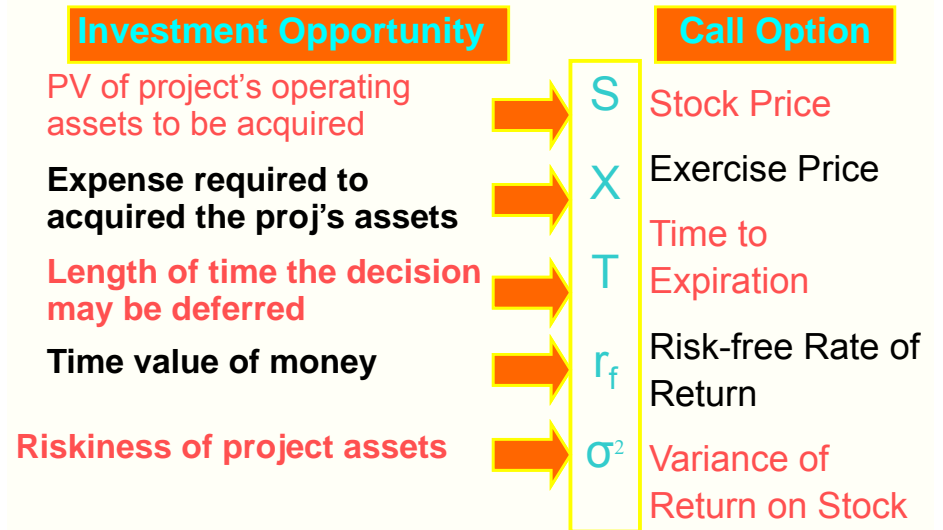 Investment Opportunity
Call Option
PV of project's operating
assets to be acquired
S
Stock Price
Expense required to
acquired the proj's assets
X
Exercise Price
Length of time the decision
may be deferred
T
Time to
Expiration
Time value of money
rf
Risk-free Rate of
Return
Riskiness of project assets
σ²
Variance of
Return on Stock